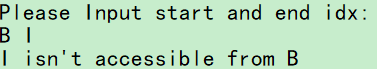 Please Input start and end idx:
B I
I isn't accessible from B